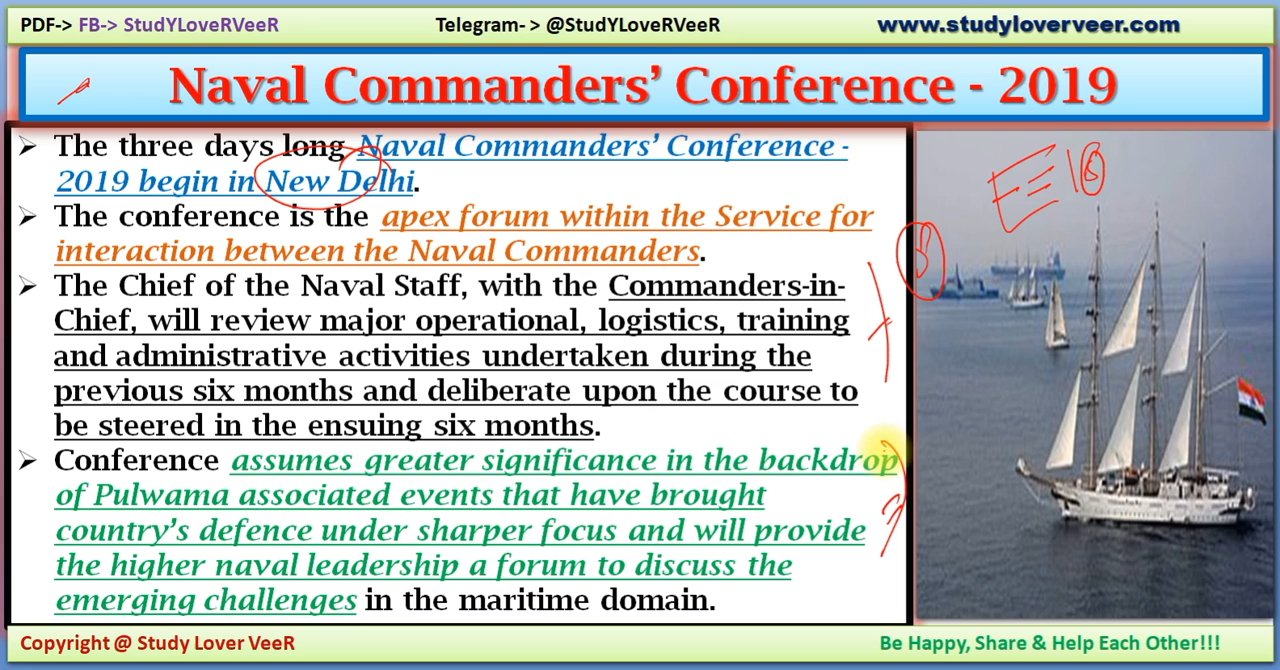 PDF-> FB-> StudYLoveRVeeR Telegram- > @StudYLoveRVeeR www.studyloverveer.com
Naval Commanders’ Conference - 2019
➢ The three days long Naval Commanders’ Conference -
2019 begin in New Delhi.
➢ The conference is the apex forum within the Service for
interaction between the Naval Commanders.
➢ The Chief of the Naval Staff, with the Commanders-in-
Chief, will review major operational, logistics, training
and administrative activities undertaken during the
previous six months and deliberate upon the course to
be steered in the ensuing six months.
➢ Conference assumes greater significance in the backdrop
of Pulwama associated events that have brought
country’s defence under sharper focus and will provide
the higher naval leadership a forum to discuss the
emerging challenges in the maritime domain.
Copyright @ Study Lover VeeR Be Happy, Share & Help Each Other!!!